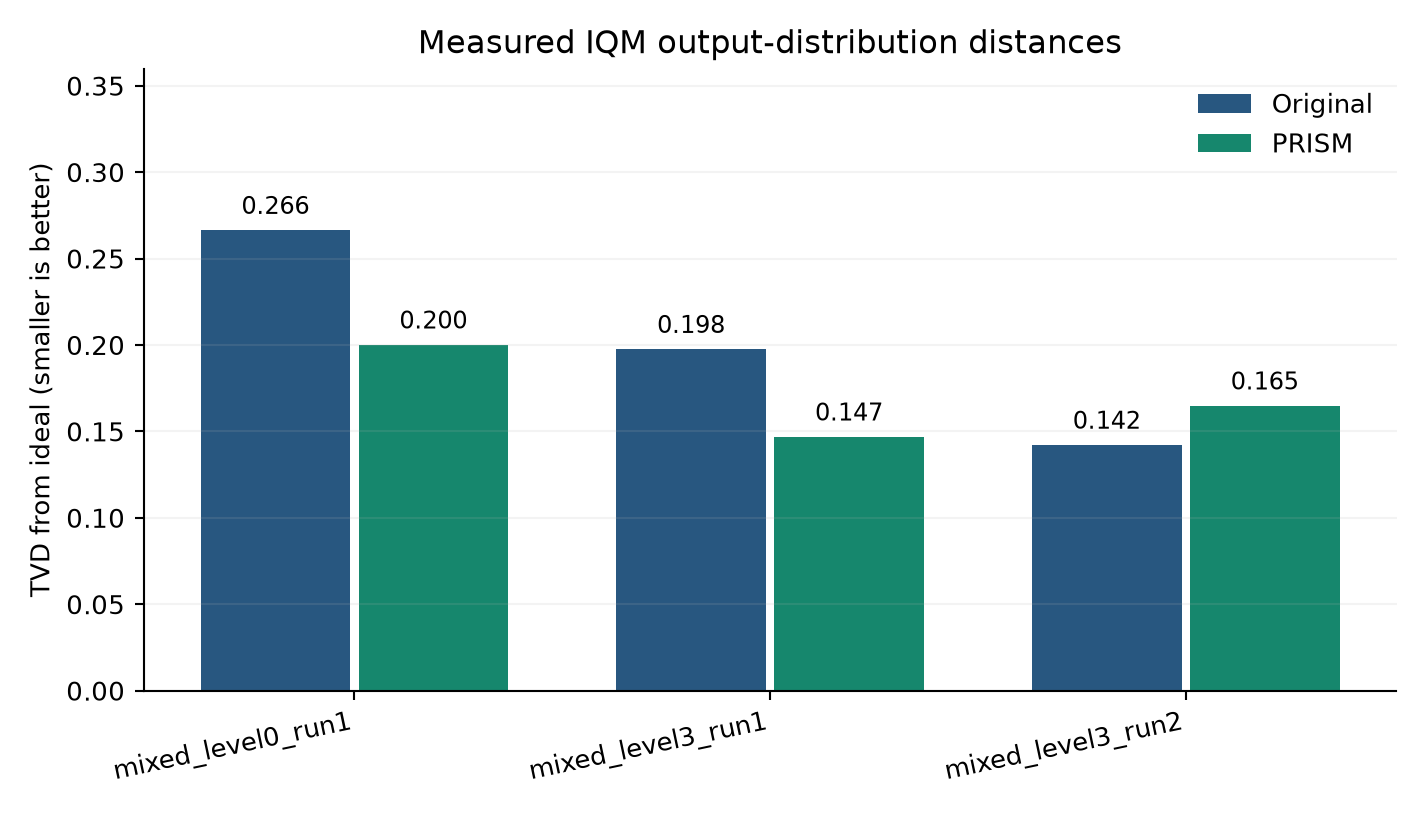 Measured IQM output-distribution distances
TVD from ideal (smaller is better)
0.35
0.30
0.25
0.20
0.15
0.10
0.05
0.00
Original
PRISM
0.266
0.200
0.198
0.147
0.142
0.165
mixed_level0_run1
mixed_level3_run1
mixed_level3_run2